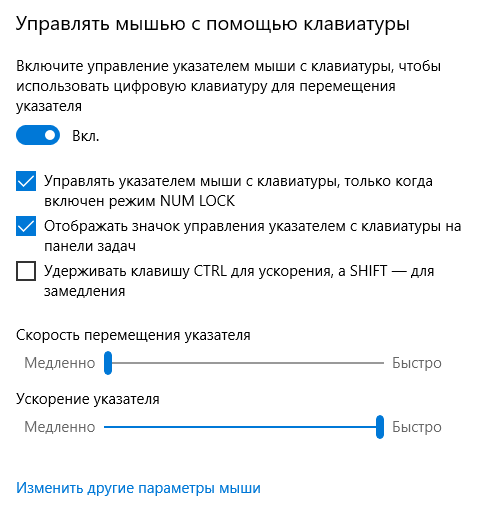 Управлять мышью с помощью клавиатуры
Включите управление указателем мыши с клавиатуры, чтобы
использовать цифровую клавиатуру для перемещения
указателя
Вкл.
Управлять указателем мыши с клавиатуры, только когда
включен режим NUM LOCK
Отображать значок управления указателем с клавиатуры на
панели задач
Удерживать клавишу CTRL для ускорения, а SHIFT — для
замедления
Скорость перемещения указателя
Медленно Быстро
Ускорение указателя
Медленно Быстро
Изменить другие параметры мыши